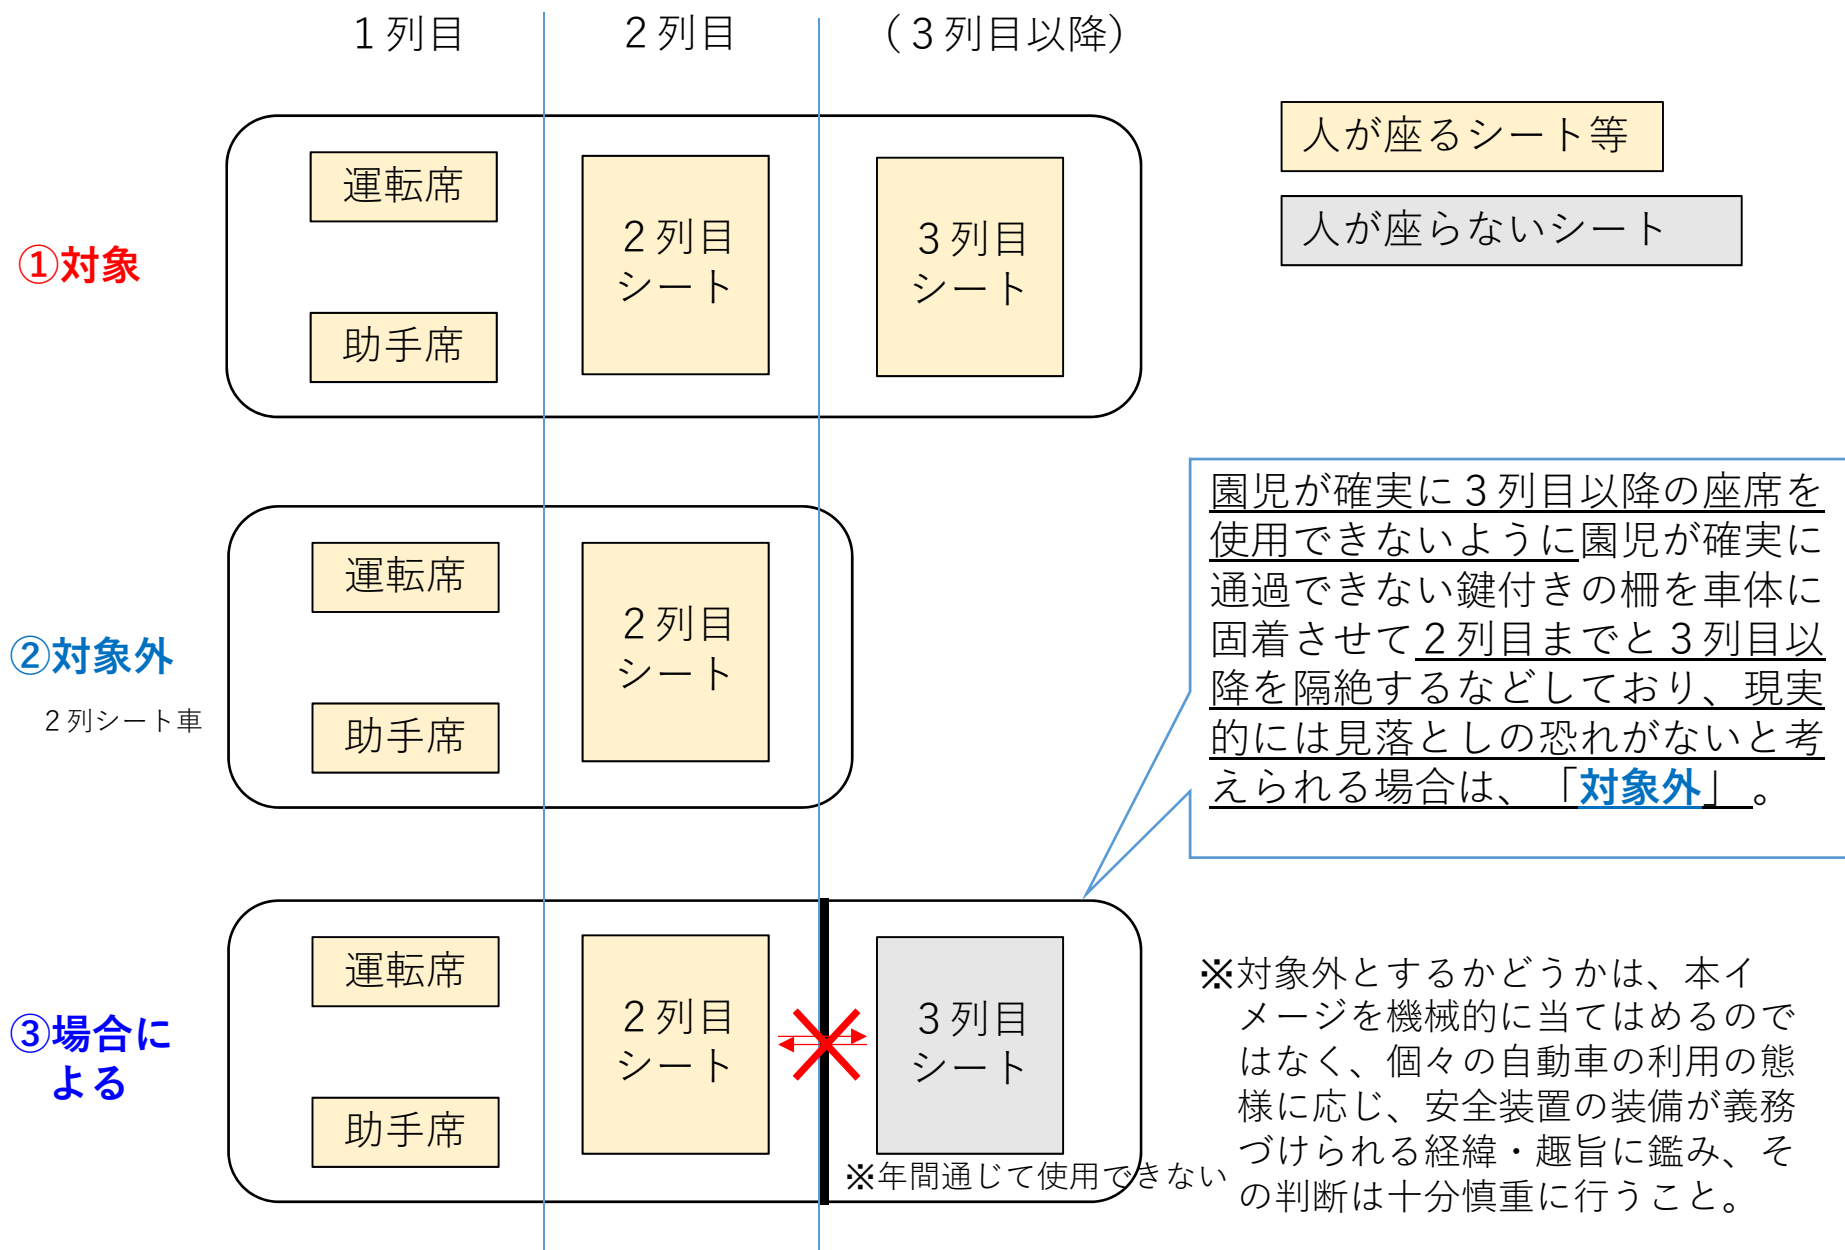 1列目
2列目
（3列目以降）
①対象
運転席
助手席
2列目
シート
3列目
シート
人が座るシート等
人が座らないシート
②対象外
2列シート車
運転席
助手席
2列目
シート
園児が確実に3列目以降の座席を
使用できないように園児が確実に
通過できない鍵付きの柵を車体に
固着させて2列目までと3列目以
降を隔絶するなどしており、現実
的には見落としの恐れがないと考
えられる場合は、「対象外」。
③場合に
よる
運転席
助手席
2列目
シート
3列目
シート
※年間通じて使用できない
※対象外とするかどうかは、本イ
メージを機械的に当てはめるので
はなく、個々の自動車の利用の態
様に応じ、安全装置の装備が義務
づけられる経緯・趣旨に鑑み、そ
の判断は十分慎重に行うこと。